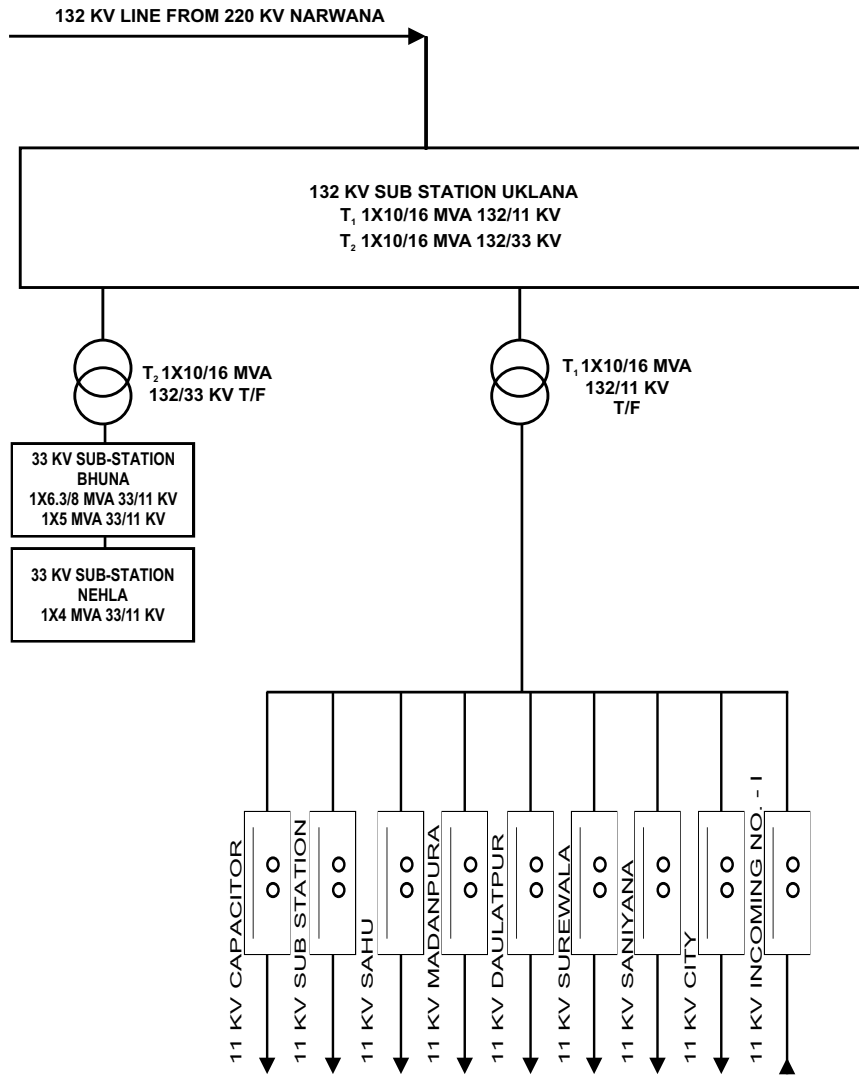 132 KV LINE FROM 220 KV NARWANA
132 KV SUB STATION UKLANA
T₁ 1X10/16 MVA 132/11 KV
T₂ 1X10/16 MVA 132/33 KV
T₂ 1X10/16 MVA
132/33 KV T/F
T₁ 1X10/16 MVA
132/11 KV
T/F
33 KV SUB-STATION
BHUNA
1X6.3/8 MVA 33/11 KV
1X5 MVA 33/11 KV
33 KV SUB-STATION
NEHLA
1X4 MVA 33/11 KV
11 KV CAPACITOR
11 KV SUB STATION
11 KV SAHU
11 KV MADANPURA
11 KV DAULATPUR
11 KV SUREWALA
11 KV SANIYANA
11 KV CITY
11 KV INCOMING NO. - I